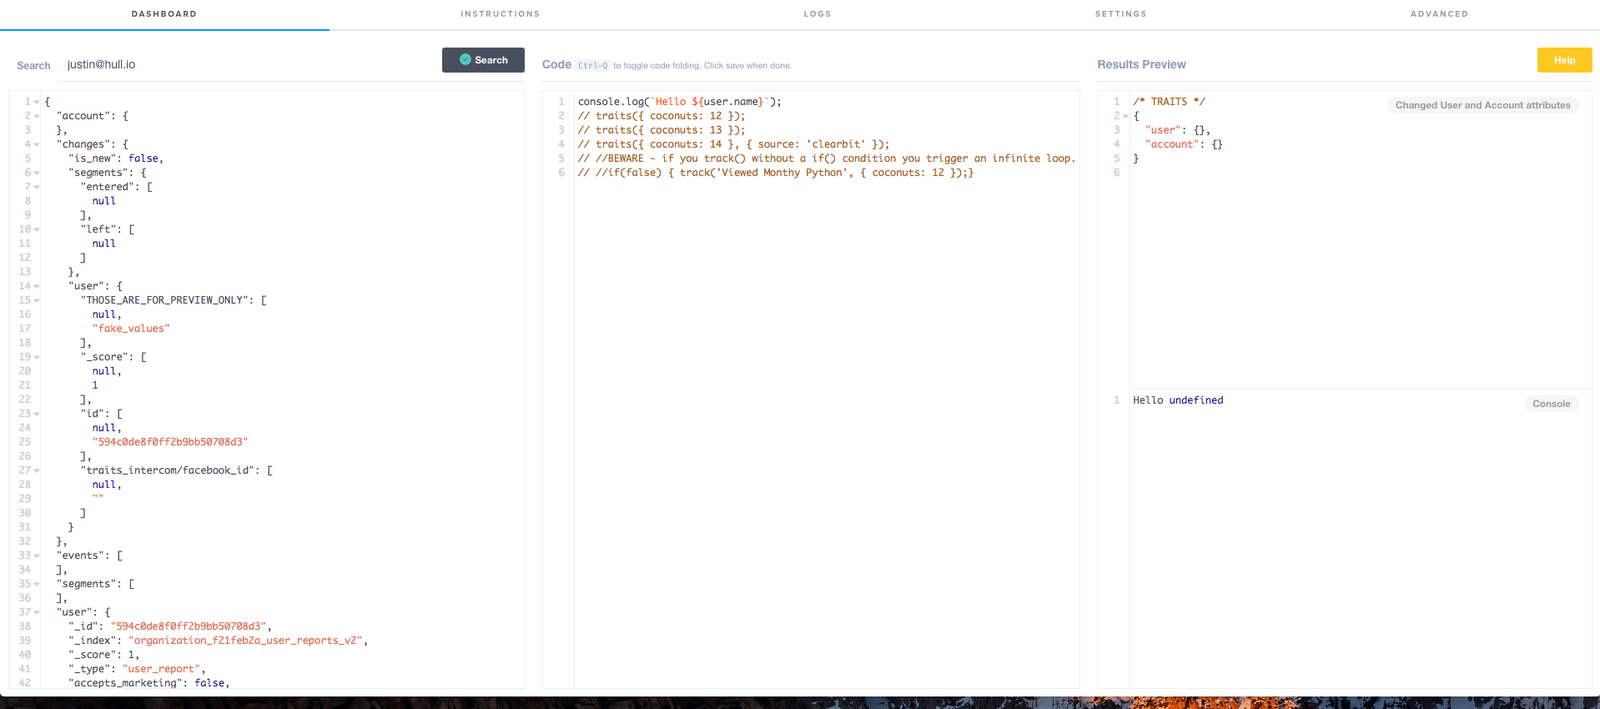 DASHBOARD INSTRUCTIONS LOGS SETTINGS ADVANCED
Search justin@hull.io Search
Code Ctrl-Q to toggle code folding. Click save when done.
Results Preview Help
1 {
2 "account": {
3 },
4 "changes": {
5 "is_new": false,
6 "segments": {
7 "entered": [
8 null
9 ],
10 "left": [
11 null
12 ]
13 },
14 "user": {
15 "THOSE_ARE_FOR_PREVIEW_ONLY": [
16 null,
17 "fake_values"
18 ],
19 "_score": [
20 null,
21 1
22 ],
23 "id": [
24 null,
25 "594c0de8f0ff2b9bb50708d3"
26 ],
27 "traits_intercom/facebook_id": [
28 null,
29 ""
30 ]
31 }
32 },
33 "events": [
34 ],
35 "segments": [
36 ],
37 "user": {
38 "_id": "594c0de8f0ff2b9bb50708d3",
39 "_index": "organization_f21feb2a_user_reports_v2",
40 "_score": 1,
41 "_type": "user_report",
42 "accepts_marketing": false,
1 console.log(`Hello ${user.name}`);
2 // traits({ coconuts: 12 });
3 // traits({ coconuts: 13 });
4 // traits({ coconuts: 14 }, { source: 'clearbit' });
5 // //BEWARE - if you track() without a if() condition you trigger an infinite loop.
6 // //if(false) { track('Viewed Monthy Python', { coconuts: 12 });}
1 /* TRAITS */
Changed User and Account attributes
2 {
3 "user": {},
4 "account": {}
5 }
6
1 Hello undefined
Console